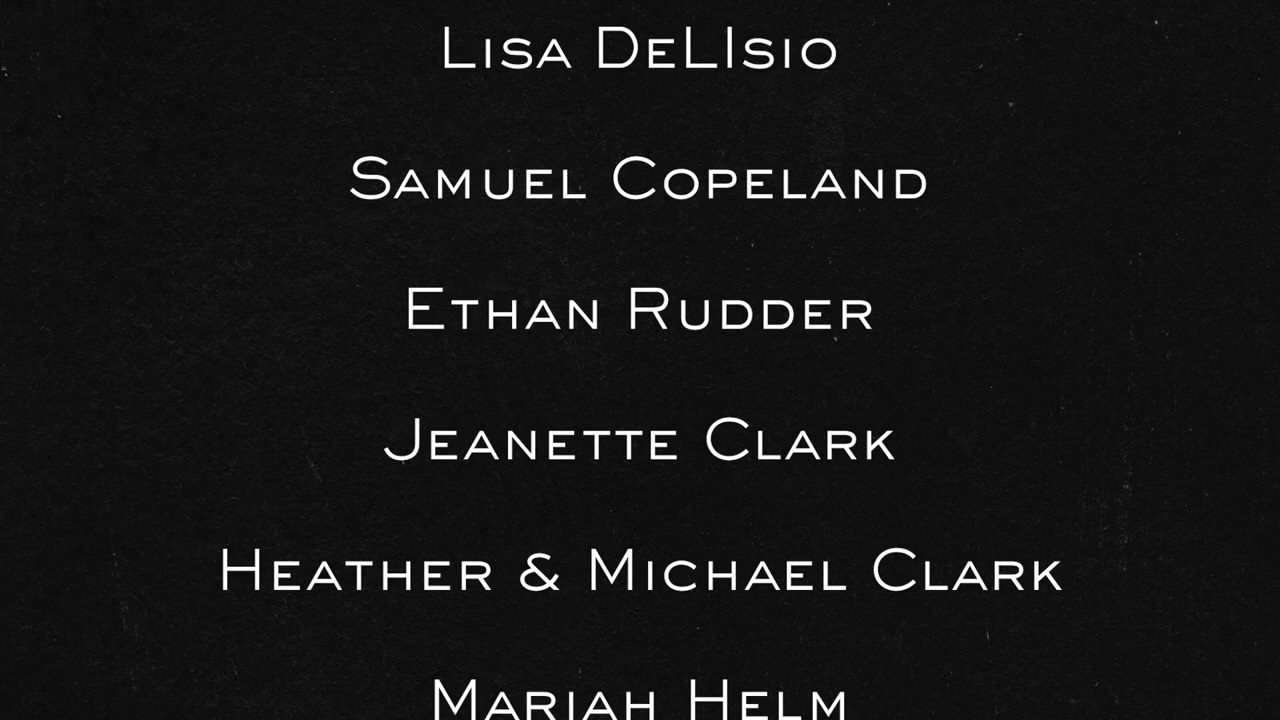 Lisa DeLIsio
Samuel Copeland
Ethan Rudder
Jeanette Clark
Heather & Michael Clark
Mariah Helm